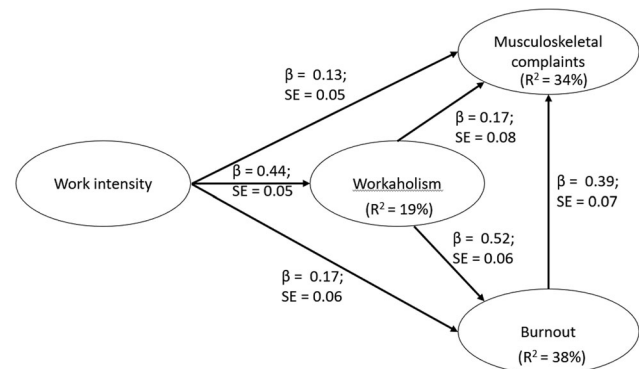 Musculoskeletal
complaints
(R² = 34%)
β = 0.13;
SE = 0.05
β = 0.17;
SE = 0.08
Work intensity
β = 0.44;
SE = 0.05
Workaholism
(R² = 19%)
β = 0.39;
SE = 0.07
β = 0.52;
SE = 0.06
β = 0.17;
SE = 0.06
Burnout
(R² = 38%)